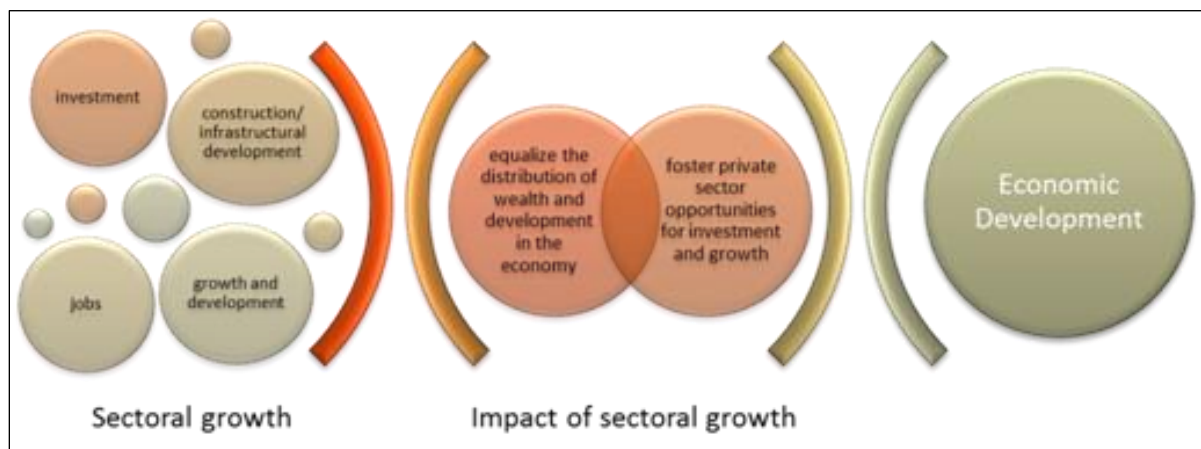 investment
construction/
infrastructural
development
jobs
growth and
development
Sectoral growth
equalize the
distribution of
wealth and
development
in the
economy
foster private
sector
opportunities
for investment
and growth
Impact of sectoral growth
Economic
Development